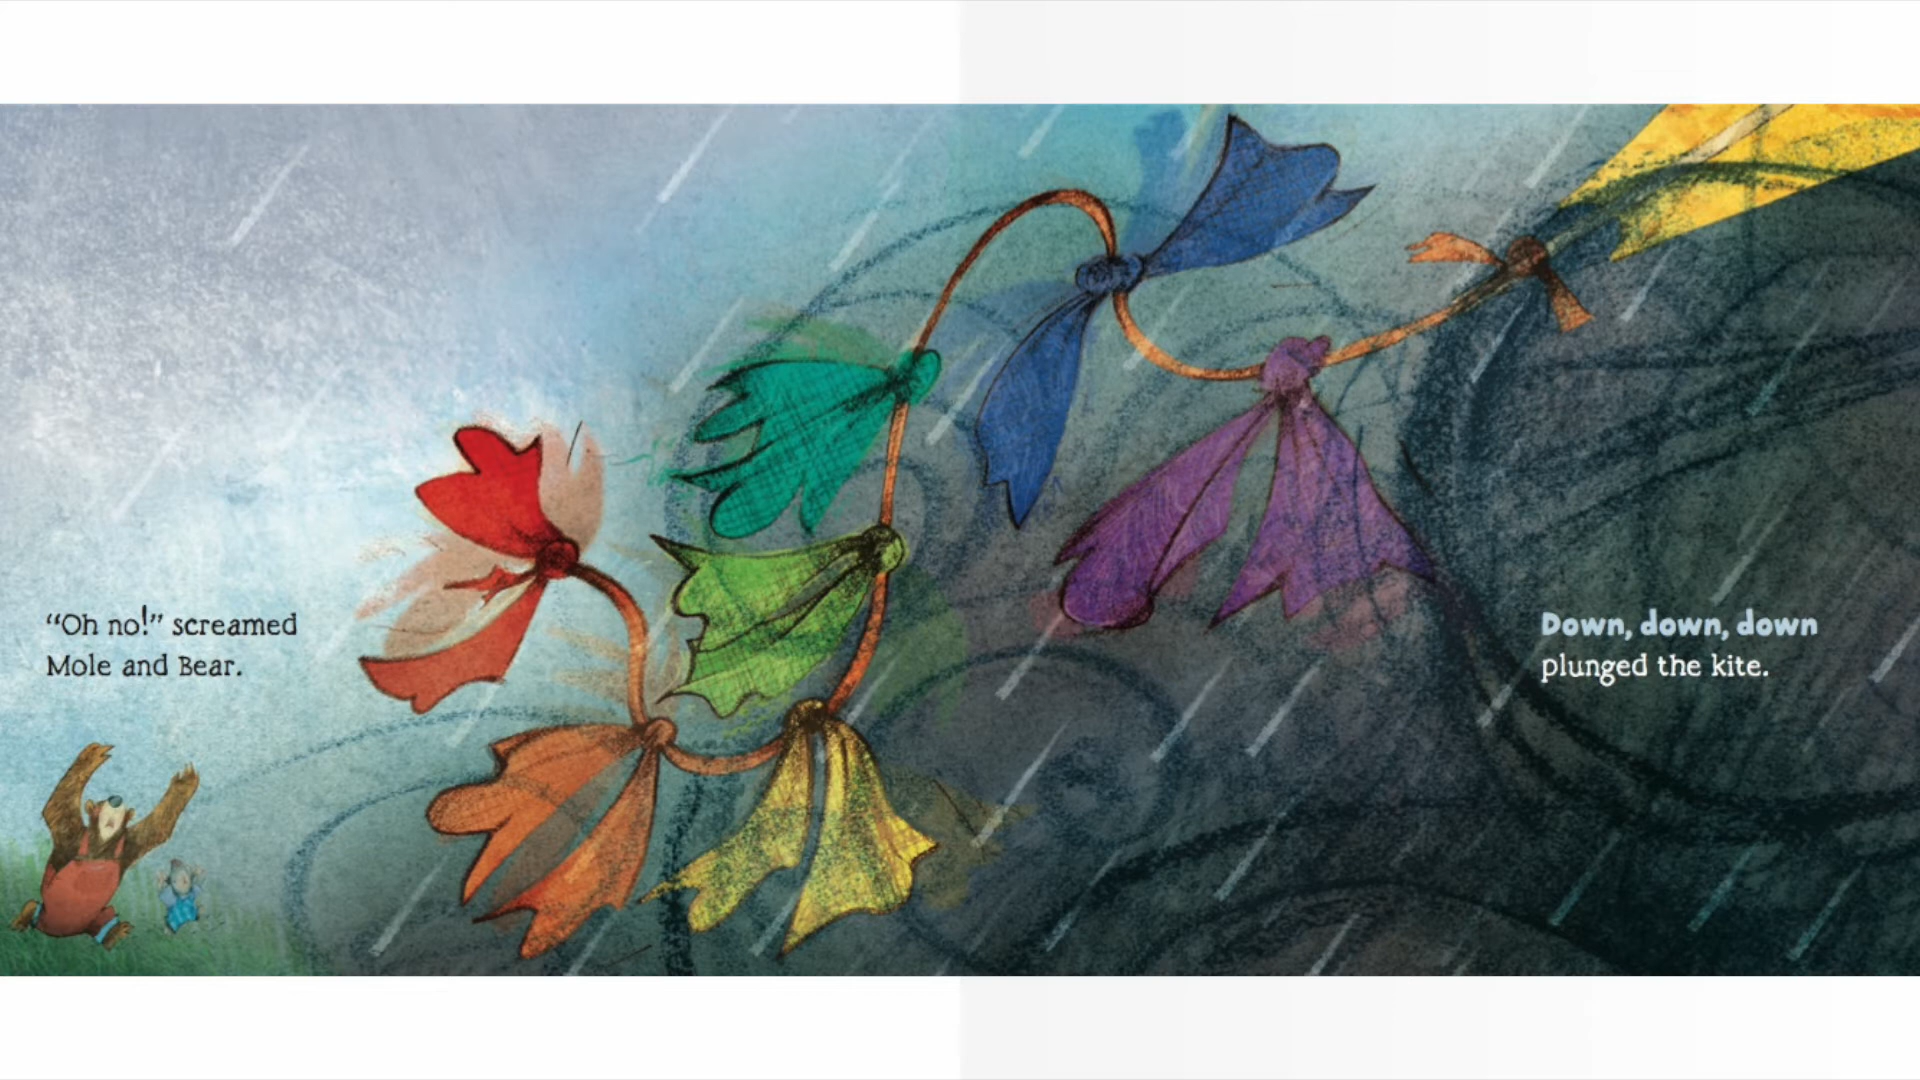 “Oh no!” screamed
Mole and Bear.
Down, down, down
plunged the kite.